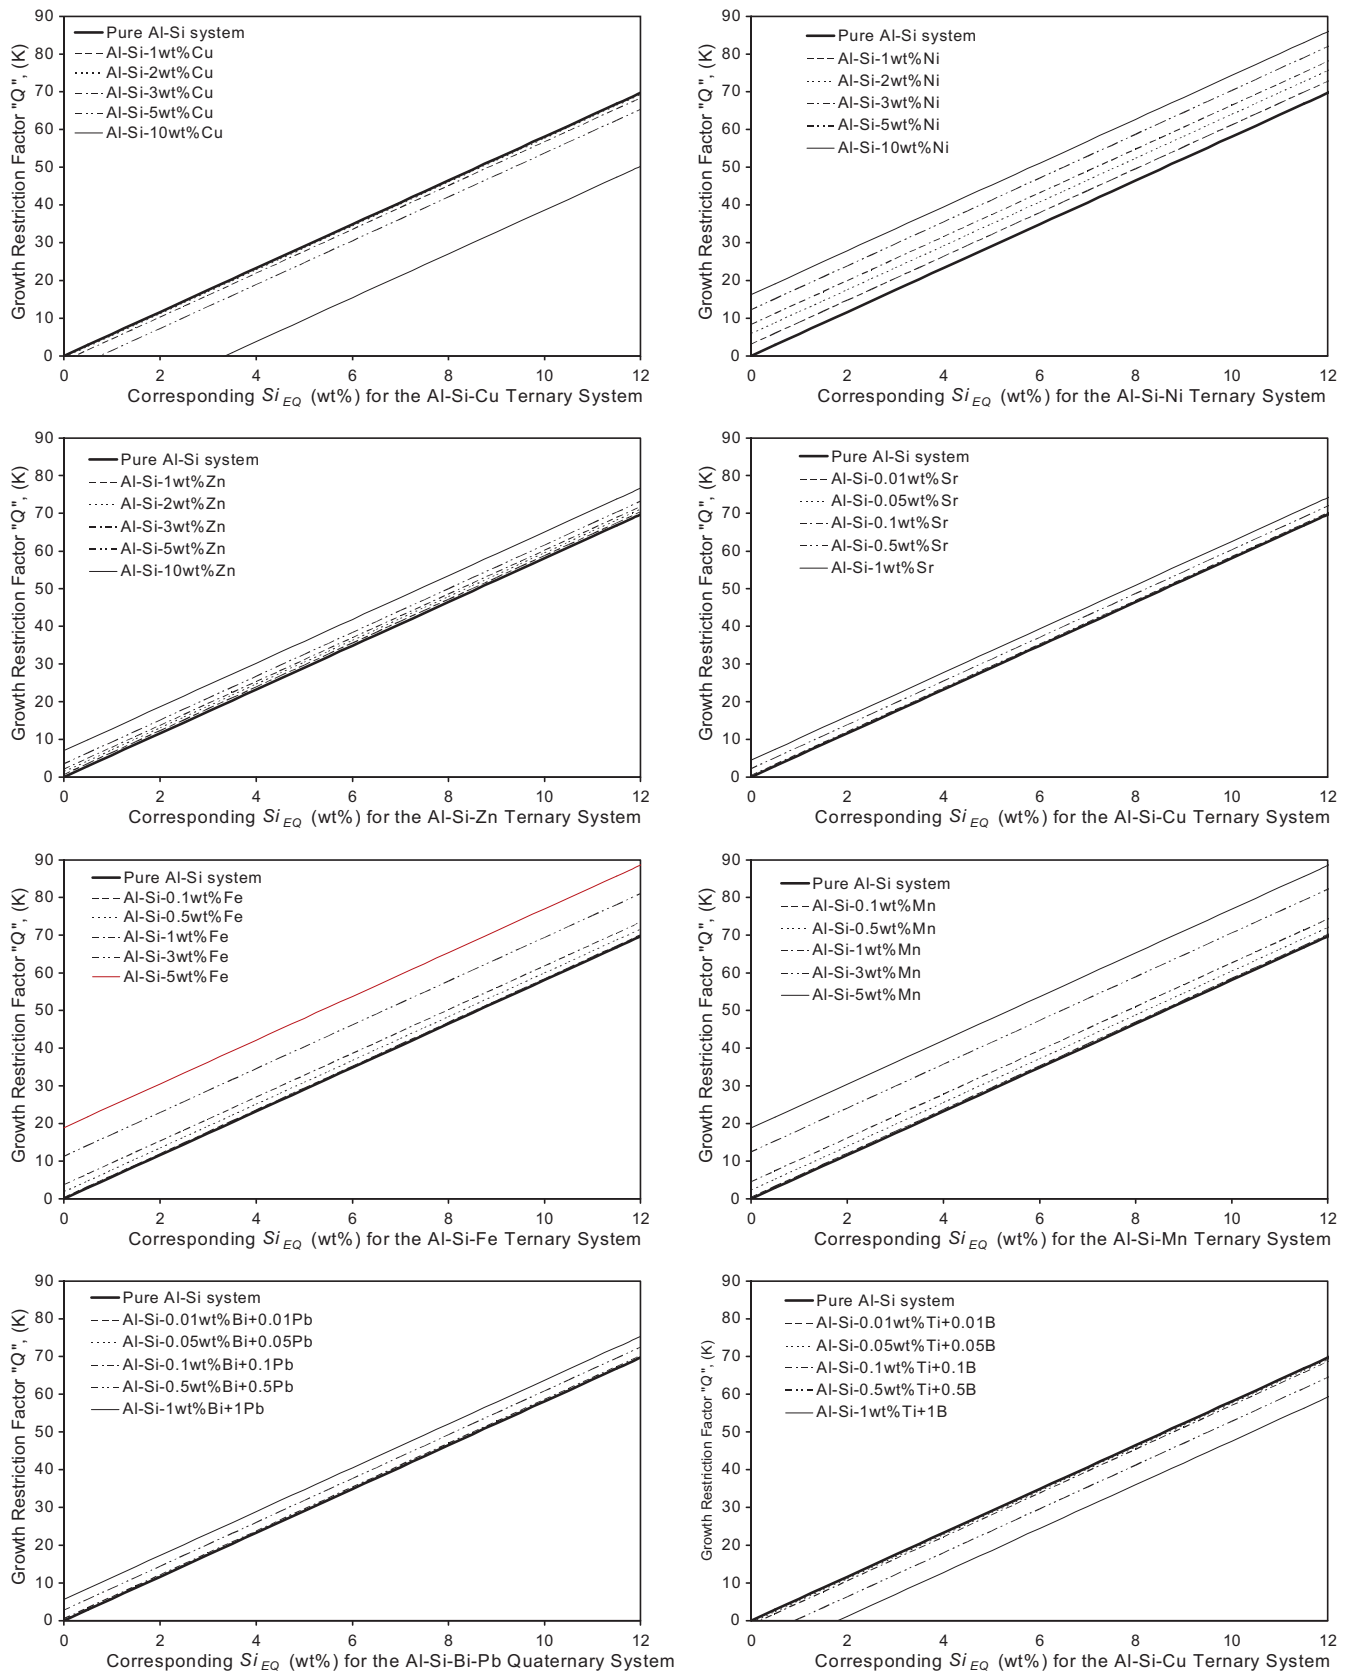 Growth Restriction Factor "Q", (K)
90
80
70
60
50
40
30
20
10
0
Pure Al-Si system
Al-Si-1wt%Cu
Al-Si-2wt%Cu
Al-Si-3wt%Cu
Al-Si-5wt%Cu
Al-Si-10wt%Cu
0 2 4 6 8 10 12
Corresponding Si EQ (wt%) for the Al-Si-Cu Ternary System
Growth Restriction Factor "Q", (K)
90
80
70
60
50
40
30
20
10
0
Pure Al-Si system
Al-Si-1wt%Ni
Al-Si-2wt%Ni
Al-Si-3wt%Ni
Al-Si-5wt%Ni
Al-Si-10wt%Ni
0 2 4 6 8 10 12
Corresponding Si EQ (wt%) for the Al-Si-Ni Ternary System
Growth Restriction Factor "Q", (K)
90
80
70
60
50
40
30
20
10
0
Pure Al-Si system
Al-Si-1wt%Zn
Al-Si-2wt%Zn
Al-Si-3wt%Zn
Al-Si-5wt%Zn
Al-Si-10wt%Zn
0 2 4 6 8 10 12
Corresponding Si EQ (wt%) for the Al-Si-Zn Ternary System
Growth Restriction Factor "Q", (K)
90
80
70
60
50
40
30
20
10
0
Pure Al-Si system
Al-Si-0.01wt%Sr
Al-Si-0.05wt%Sr
Al-Si-0.1wt%Sr
Al-Si-0.5wt%Sr
Al-Si-1wt%Sr
0 2 4 6 8 10 12
Corresponding Si EQ (wt%) for the Al-Si-Cu Ternary System
Growth Restriction Factor "Q", (K)
90
80
70
60
50
40
30
20
10
0
Pure Al-Si system
Al-Si-0.1wt%Fe
Al-Si-0.5wt%Fe
Al-Si-1wt%Fe
Al-Si-3wt%Fe
Al-Si-5wt%Fe
0 2 4 6 8 10 12
Corresponding Si EQ (wt%) for the Al-Si-Fe Ternary System
Growth Restriction Factor "Q", (K)
90
80
70
60
50
40
30
20
10
0
Pure Al-Si system
Al-Si-0.1wt%Mn
Al-Si-0.5wt%Mn
Al-Si-1wt%Mn
Al-Si-3wt%Mn
Al-Si-5wt%Mn
0 2 4 6 8 10 12
Corresponding Si EQ (wt%) for the Al-Si-Mn Ternary System
Growth Restriction Factor "Q", (K)
90
80
70
60
50
40
30
20
10
0
Pure Al-Si system
Al-Si-0.01wt%Bi+0.01Pb
Al-Si-0.05wt%Bi+0.05Pb
Al-Si-0.1wt%Bi+0.1Pb
Al-Si-0.5wt%Bi+0.5Pb
Al-Si-1wt%Bi+1Pb
0 2 4 6 8 10 12
Corresponding Si EQ (wt%) for the Al-Si-Bi-Pb Quaternary System
Growth Restriction Factor "Q", (K)
90
80
70
60
50
40
30
20
10
0
Pure Al-Si system
Al-Si-0.01wt%Ti+0.01B
Al-Si-0.05wt%Ti+0.05B
Al-Si-0.1wt%Ti+0.1B
Al-Si-0.5wt%Ti+0.5B
Al-Si-1wt%Ti+1B
0 2 4 6 8 10 12
Corresponding Si EQ (wt%) for the Al-Si-Cu Ternary System